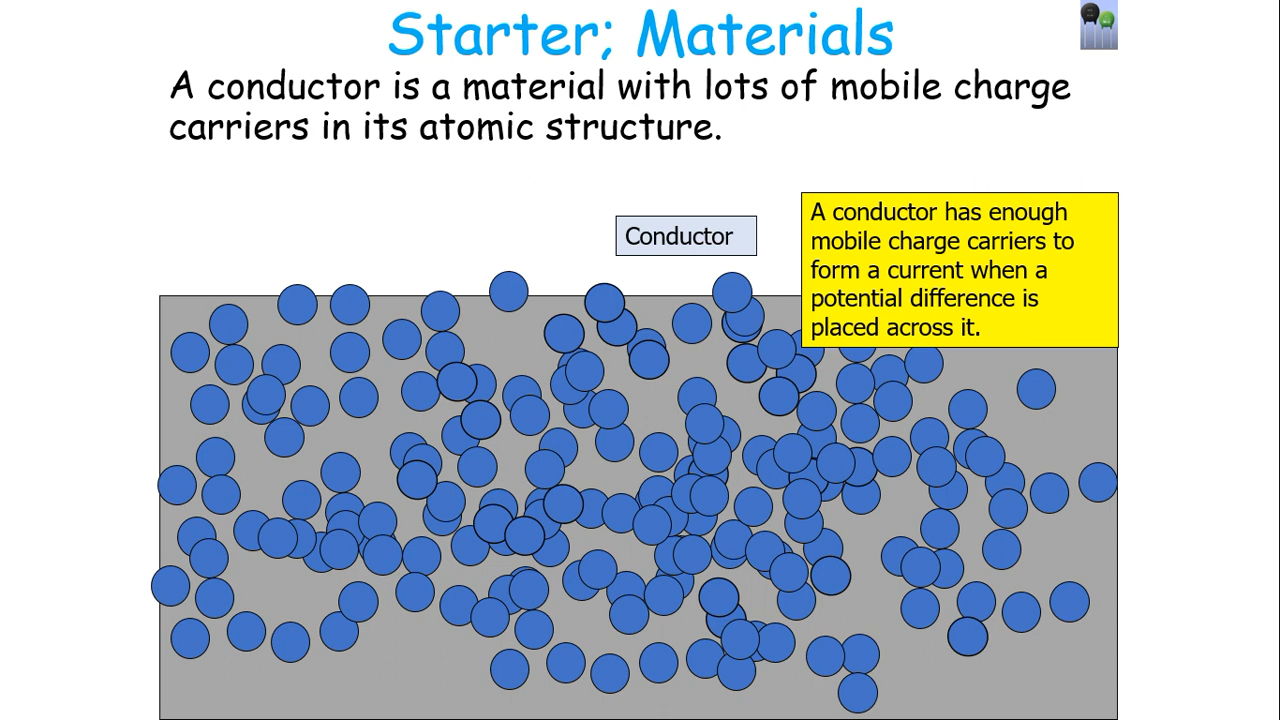 Starter; Materials
A conductor is a material with lots of mobile charge
carriers in its atomic structure.
Conductor
A conductor has enough
mobile charge carriers to
form a current when a
potential difference is
placed across it.